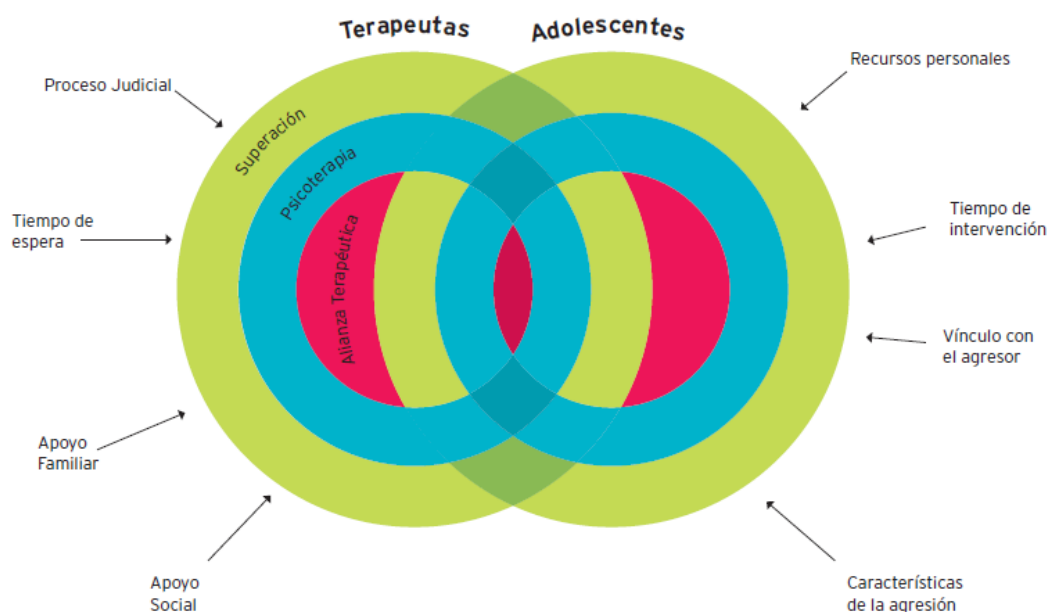 Terapeutas
Adolescentes
Proceso Judicial
Recursos personales
Superación
Psicoterapia
Alianza Terapéutica
Tiempo de
espera
Tiempo de
intervención
Vínculo con
el agresor
Apoyo
Familiar
Apoyo
Social
Características
de la agresión